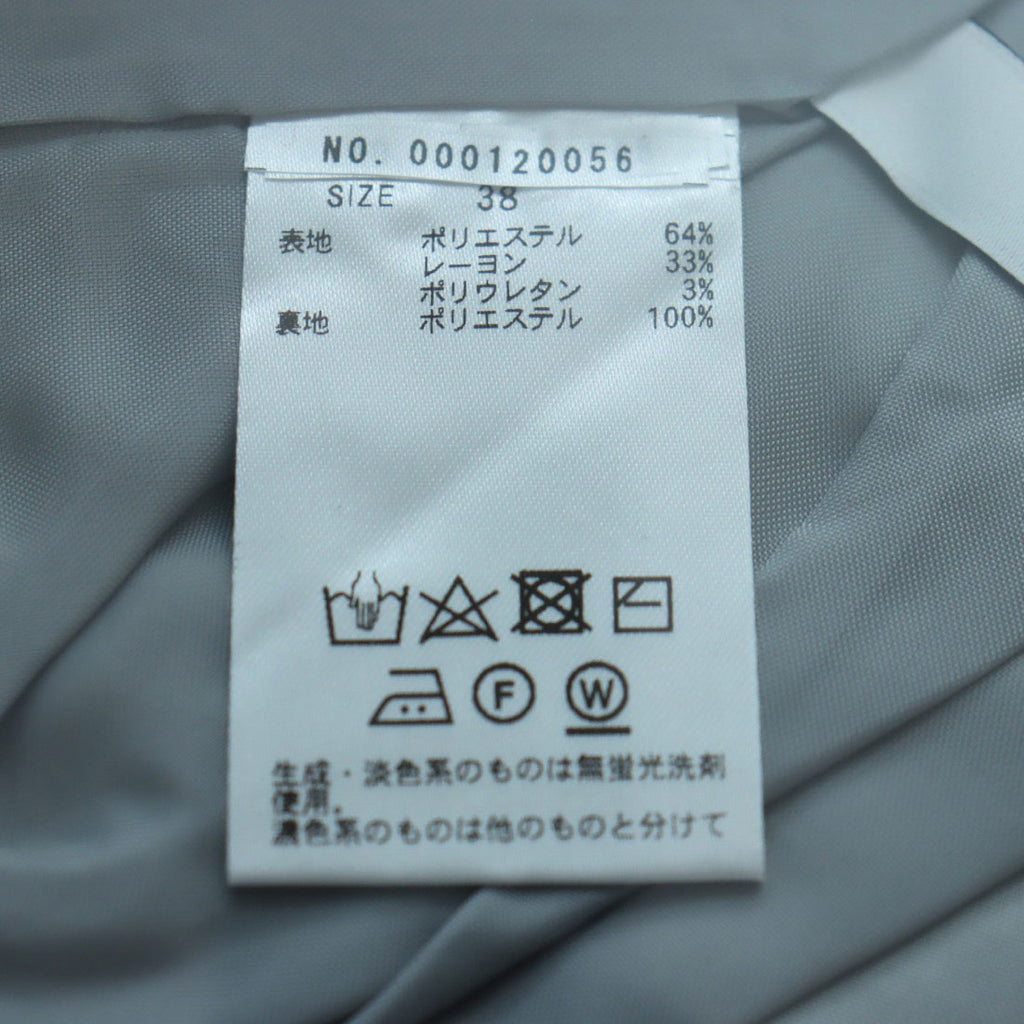 NO. 000120056
SIZE 38
表地 ポリエステル 64%
レーヨン 33%
ポリウレタン 3%
裏地 ポリエステル 100%
F W
生成・淡色系のものは無蛍光洗剤
使用.
濃色系のものは他のものと分けて